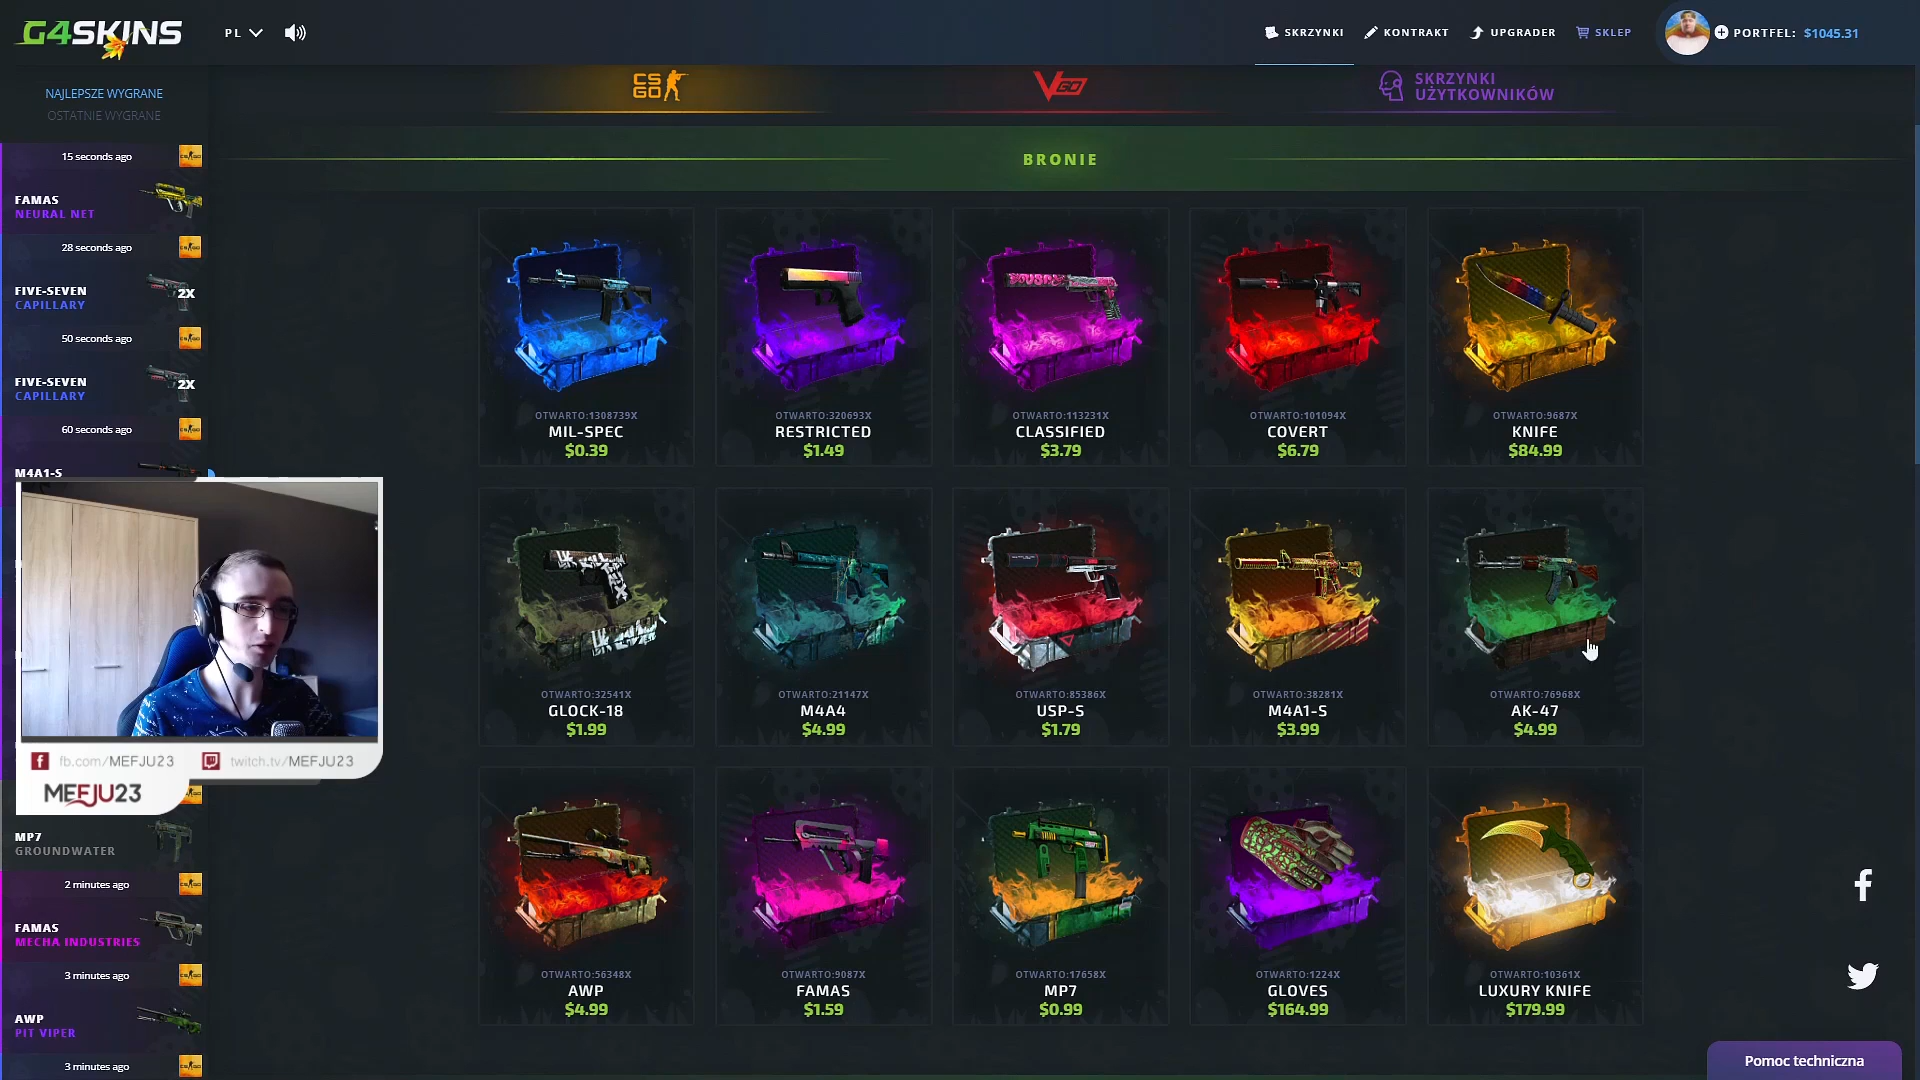 G4SKINS
PL
SKRZYNKI
KONTRAKT
UPGRADER
SKLEP
PORTFEL: $1045.31
NAJLEPSZE WYGRANE
OSTATNIE WYGRANE
CS
GO
VGO
SKRZYNKI
UŻYTKOWNIKÓW
BRONIE
15 seconds ago
FAMAS
NEURAL NET
28 seconds ago
FIVE-SEVEN
CAPILLARY
2X
50 seconds ago
FIVE-SEVEN
CAPILLARY
2X
60 seconds ago
M4A1-S
fb.com/MEFJU23
twitch.tv/MEFJU23
MEFJU23
MP7
GROUNDWATER
2 minutes ago
FAMAS
MECHA INDUSTRIES
3 minutes ago
AWP
PIT VIPER
3 minutes ago
OTWARTO:1308739X
MIL-SPEC
$0.39
OTWARTO:320693X
RESTRICTED
$1.49
OTWARTO:113231X
CLASSIFIED
$3.79
OTWARTO:101094X
COVERT
$6.79
OTWARTO:9687X
KNIFE
$84.99
OTWARTO:32541X
GLOCK-18
$1.99
OTWARTO:21147X
M4A4
$4.99
OTWARTO:85386X
USP-S
$1.79
OTWARTO:38281X
M4A1-S
$3.99
OTWARTO:76968X
AK-47
$4.99
OTWARTO:56348X
AWP
$4.99
OTWARTO:9087X
FAMAS
$1.59
OTWARTO:17658X
MP7
$0.99
OTWARTO:1224X
GLOVES
$164.99
OTWARTO:10361X
LUXURY KNIFE
$179.99
Pomoc techniczna